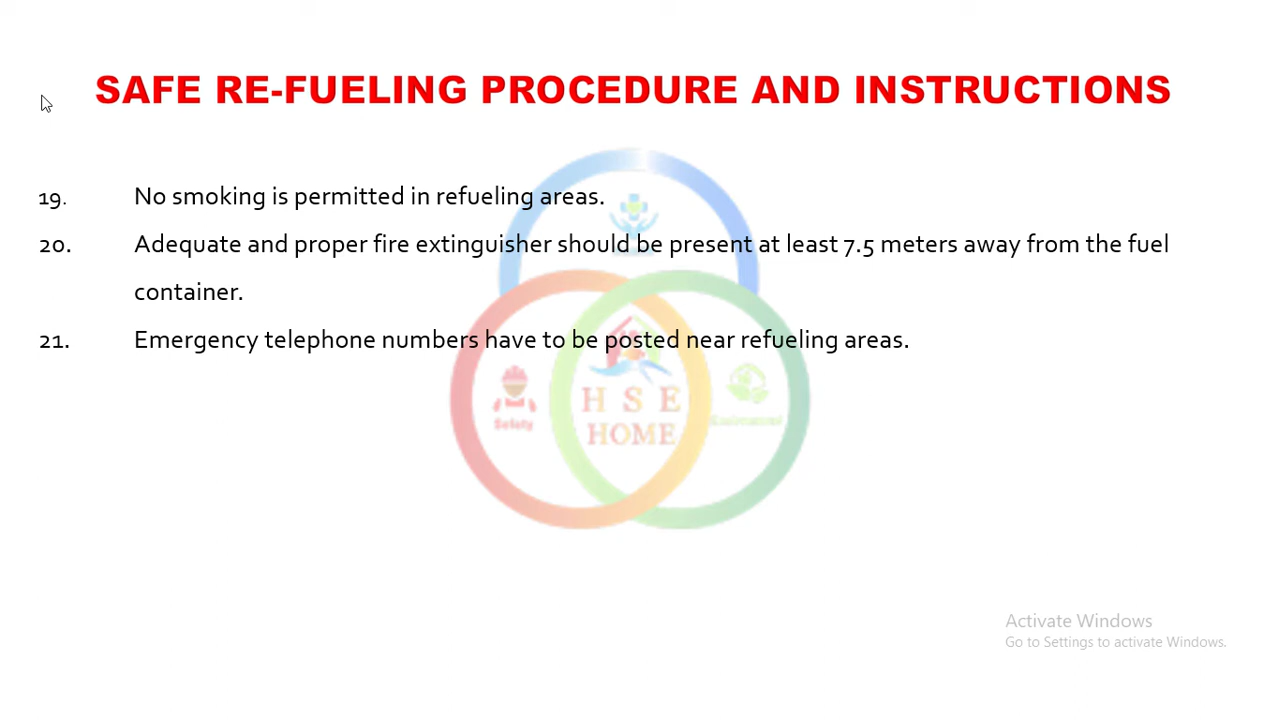 SAFE RE-FUELING PROCEDURE AND INSTRUCTIONS
19. No smoking is permitted in refueling areas.
20. Adequate and proper fire extinguisher should be present at least 7.5 meters away from the fuel
container.
21. Emergency telephone numbers have to be posted near refueling areas.
H S E
HOME
Safety
Environment
Activate Windows
Go to Settings to activate Windows.